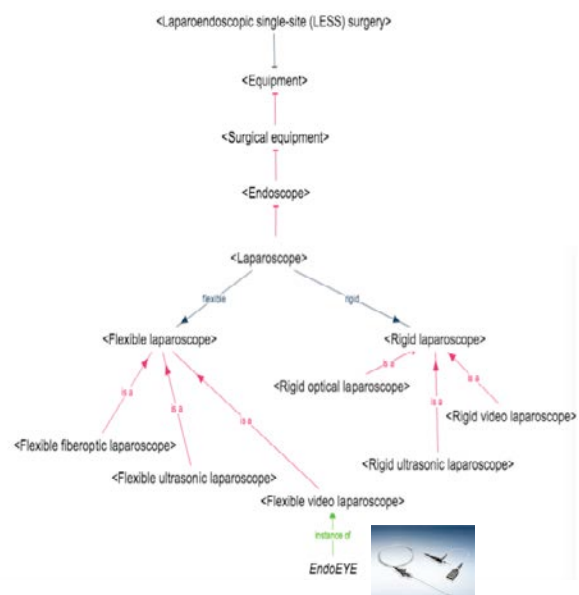 <Laparoendoscopic single-site (LESS) surgery>
<Equipment>
<Surgical equipment>
<Endoscope>
<Laparoscope>
flexible
rigid
<Flexible laparoscope>
<Rigid laparoscope>
is a
is a
is a
is a
is a
is a
<Rigid optical laparoscope>
<Rigid video laparoscope>
<Flexible fiberoptic laparoscope>
<Rigid ultrasonic laparoscope>
<Flexible ultrasonic laparoscope>
<Flexible video laparoscope>
instance of
EndoEYE